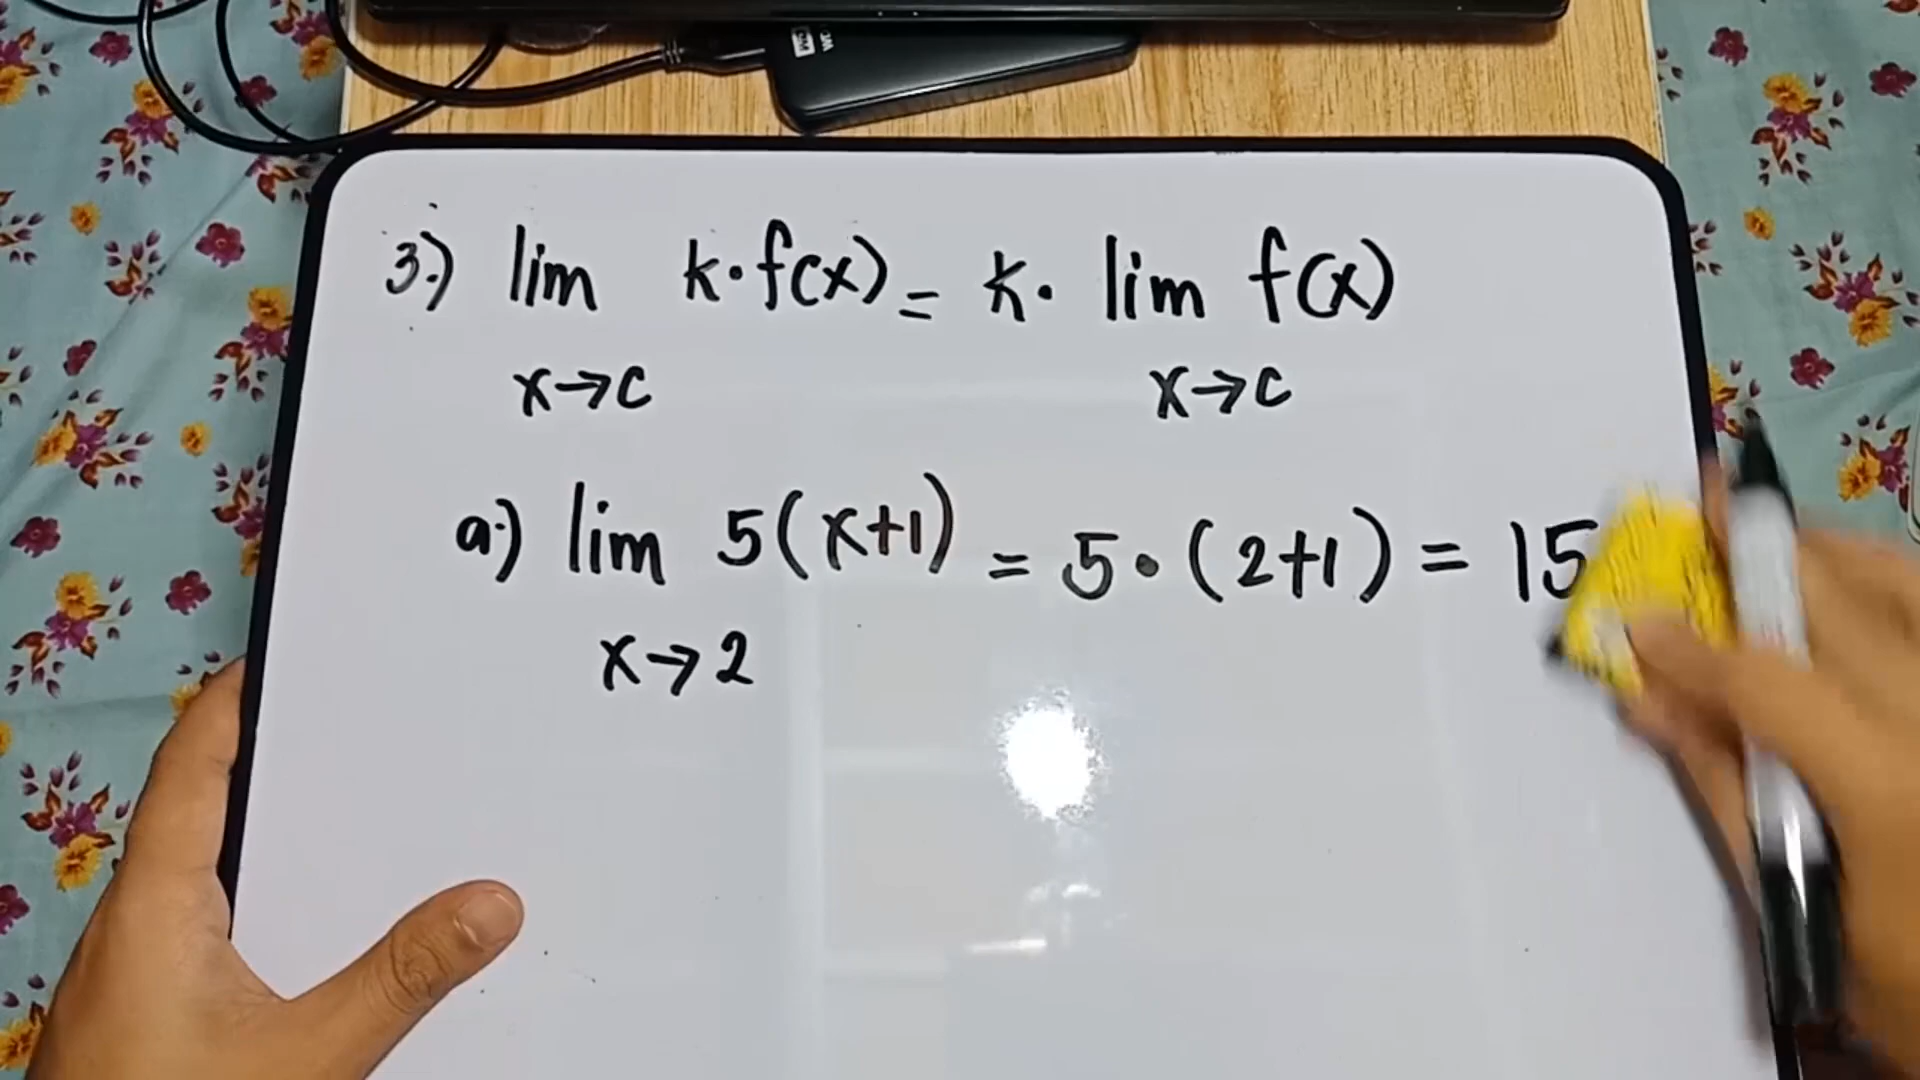 3.) lim k·f(x) = k· lim f(x)
x→c x→c
a.) lim 5(x+1) = 5·(2+1) = 15
x→2